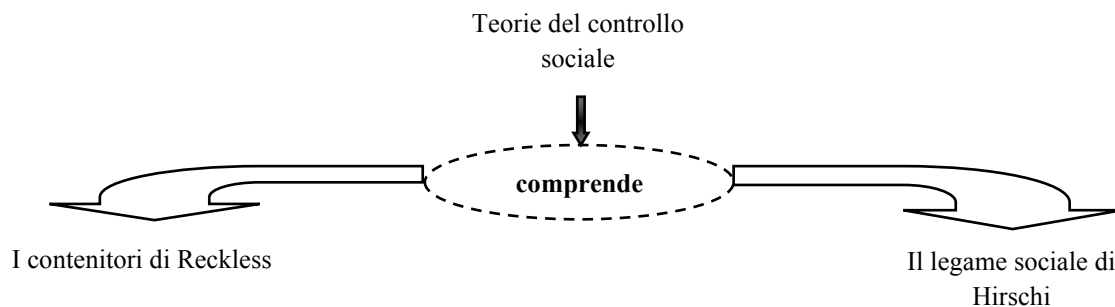 Teorie del controllo
sociale
comprende
I contenitori di Reckless
Il legame sociale di
Hirschi